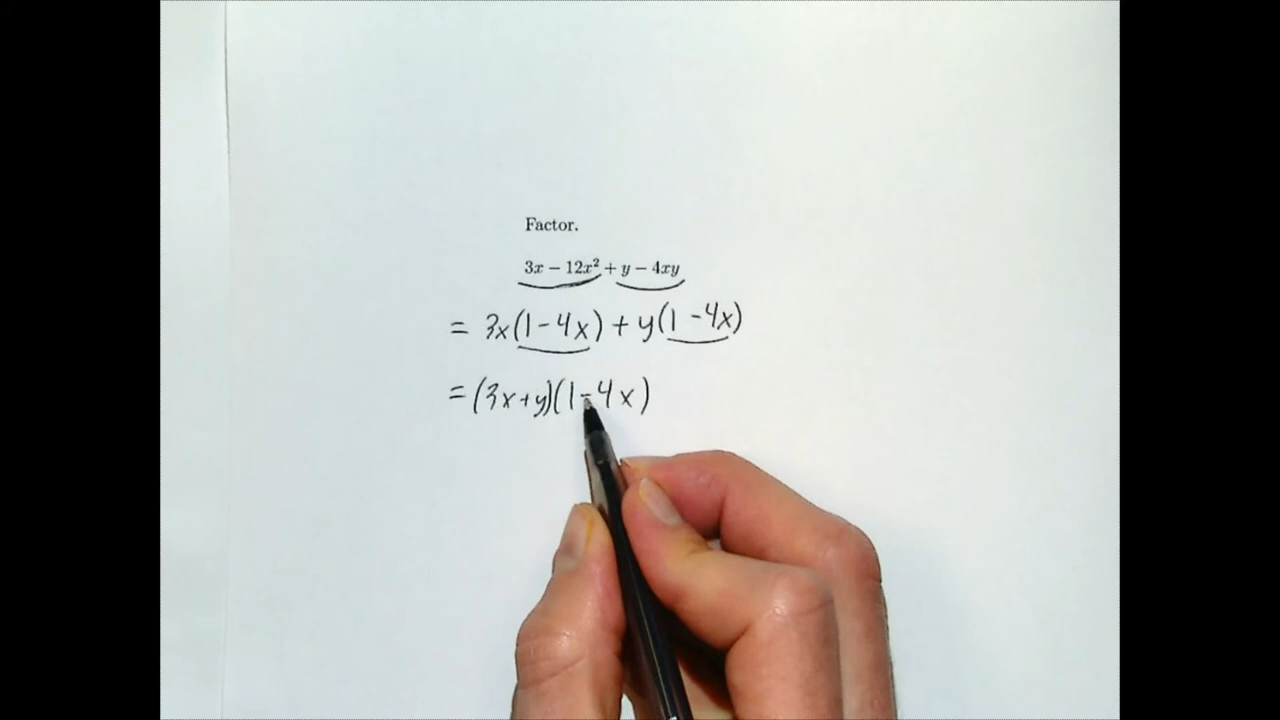 Factor.
3x − 12x² + y − 4xy
= 3x(1 - 4x) + y(1 - 4x)
= (3x + y)(1 - 4x)